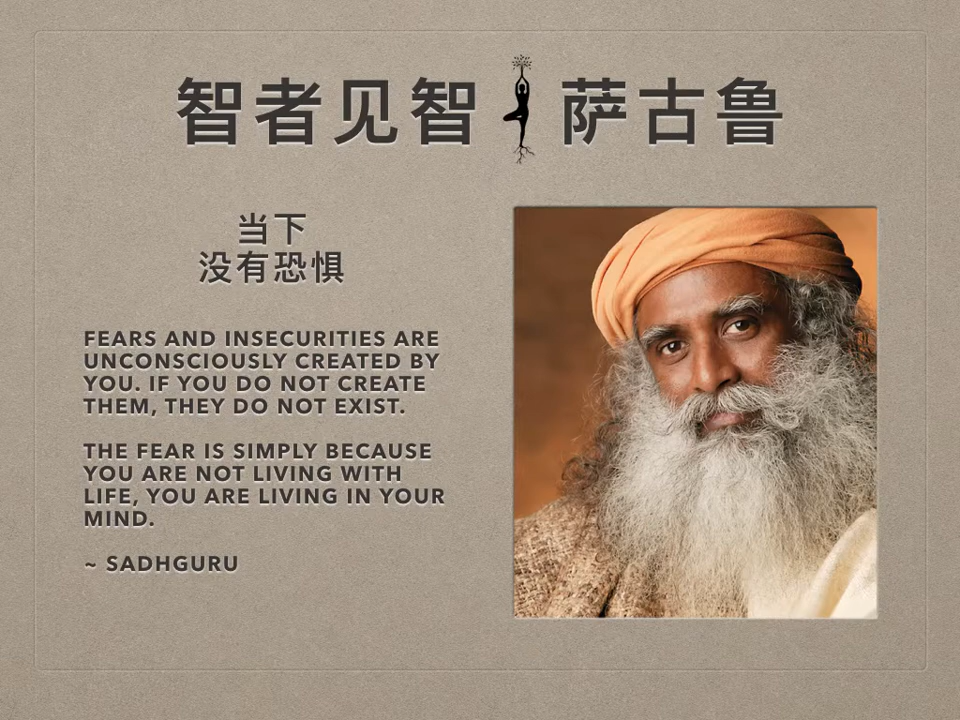 智者见智 萨古鲁
当下
没有恐惧
FEARS AND INSECURITIES ARE
UNCONSCIOUSLY CREATED BY
YOU. IF YOU DO NOT CREATE
THEM, THEY DO NOT EXIST.
THE FEAR IS SIMPLY BECAUSE
YOU ARE NOT LIVING WITH
LIFE, YOU ARE LIVING IN YOUR
MIND.
~ SADHGURU